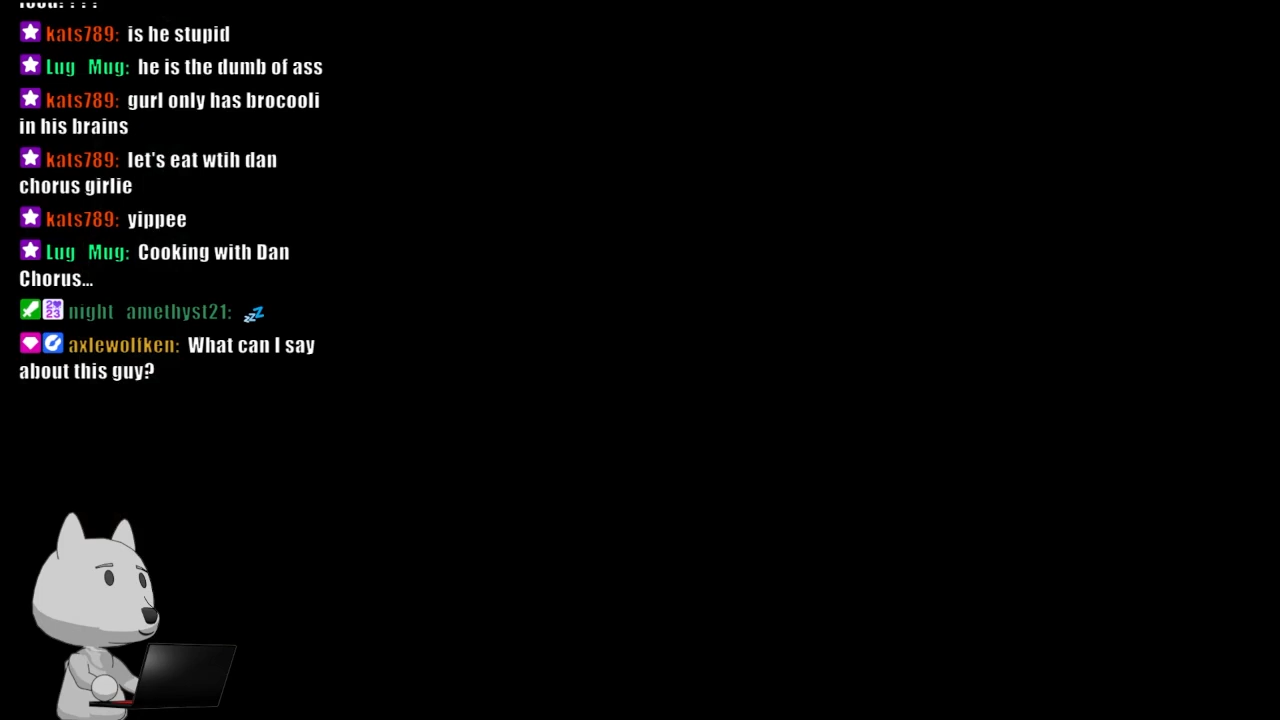 kats789: is he stupid
Lug Mug: he is the dumb of ass
kats789: gurl only has brocooli
in his brains
kats789: let's eat wtih dan
chorus girlie
kats789: yippee
Lug Mug: Cooking with Dan
Chorus...
night amethyst21: 💤
axlewolfken: What can I say
about this guy?